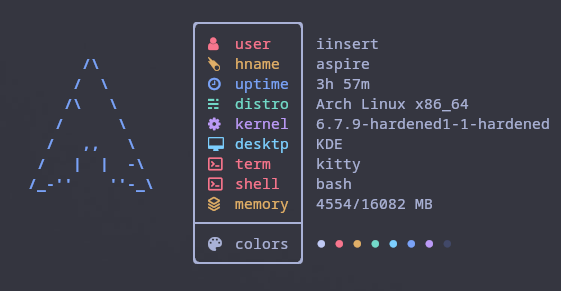 user iinsert
hname aspire
uptime 3h 57m
distro Arch Linux x86_64
kernel 6.7.9-hardened1-1-hardened
desktp KDE
term kitty
shell bash
memory 4554/16082 MB
colors